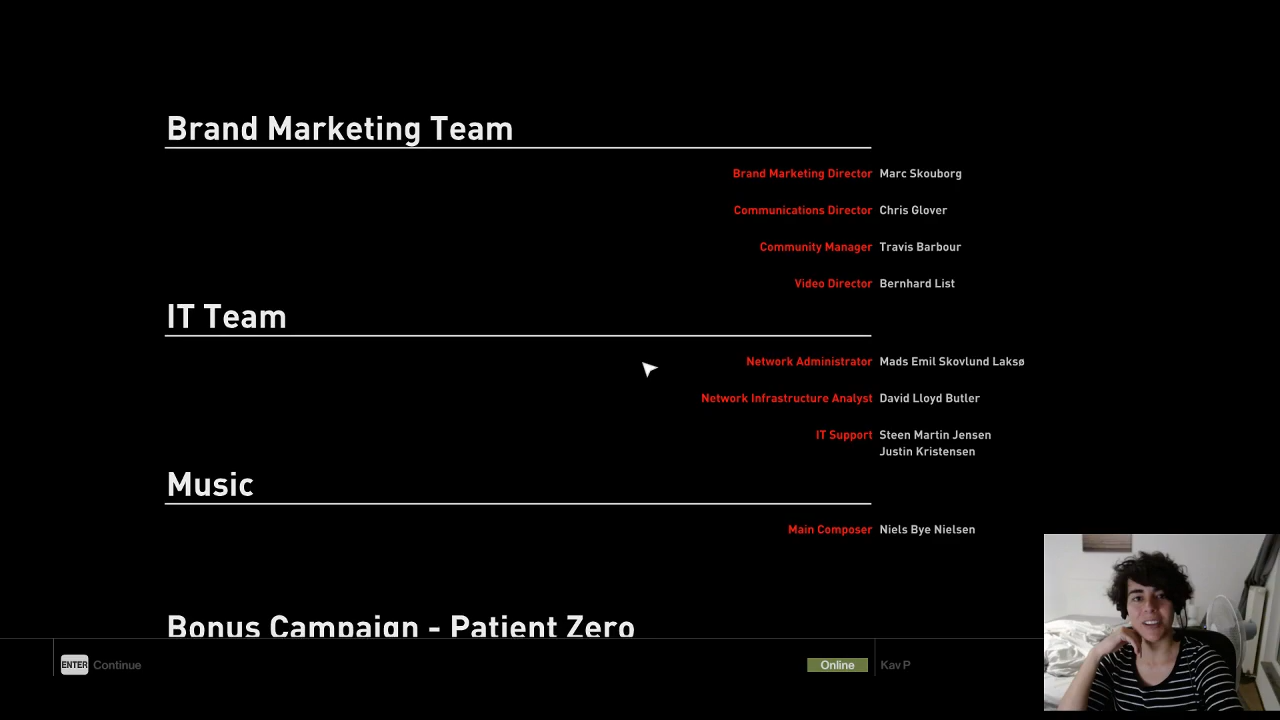 Brand Marketing Team
Brand Marketing Director Marc Skouborg
Communications Director Chris Glover
Community Manager Travis Barbour
Video Director Bernhard List
IT Team
Network Administrator Mads Emil Skovlund Laksø
Network Infrastructure Analyst David Lloyd Butler
IT Support Steen Martin Jensen
Justin Kristensen
Music
Main Composer Niels Bye Nielsen
Bonus Campaign - Patient Zero
ENTER Continue
Online Kav P